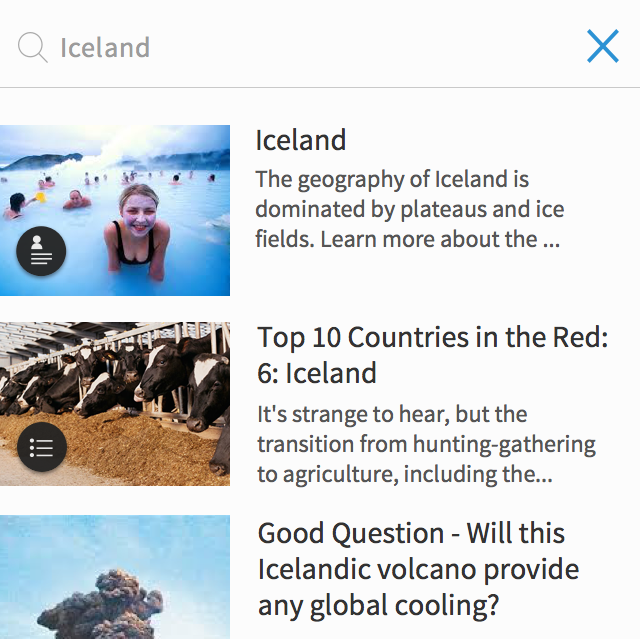 Iceland
Iceland
The geography of Iceland is
dominated by plateaus and ice
fields. Learn more about the ...
Top 10 Countries in the Red:
6: Iceland
It's strange to hear, but the
transition from hunting-gathering
to agriculture, including the...
Good Question - Will this
Icelandic volcano provide
any global cooling?